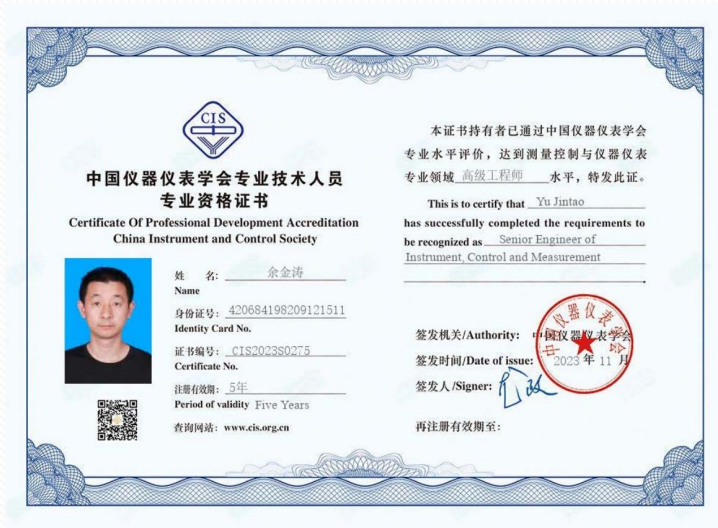 CIS
中国仪器仪表学会专业技术人员
专业资格证书
Certificate Of Professional Development Accreditation
China Instrument and Control Society
姓 名: 余金涛
Name
身份证号: 420684198209121511
Identity Card No.
证书编号: CIS2023S0275
Certificate No.
注册有效期: 5年
Period of validity Five Years
查询网站: www.cis.org.cn
本证书持有者已通过中国仪器仪表学会
专业水平评价,达到测量控制与仪器仪表
专业领域 高级工程师 水平,特发此证。
This is to certify that Yu Jintao
has successfully completed the requirements to
be recognized as Senior Engineer of
Instrument, Control and Measurement
签发机关/Authority: 中国仪器仪表学会
签发时间/Date of issue: 2023 年 11 月
签发人/Signer:
再注册有效期至:
中国仪器仪表学会